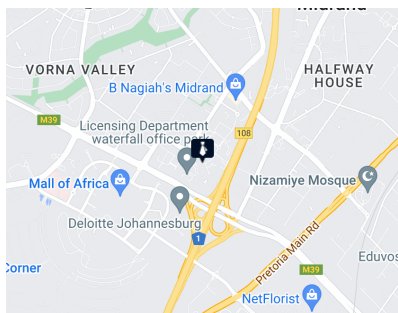 Midrand
VORNA VALLEY
HALFWAY
HOUSE
B Nagiah's Midrand
M39
Licensing Department
waterfall office park
108
Mall of Africa
Nizamiye Mosque
Deloitte Johannesburg
1
Pretoria Main Rd
Eduvos
Corner
M39
NetFlorist